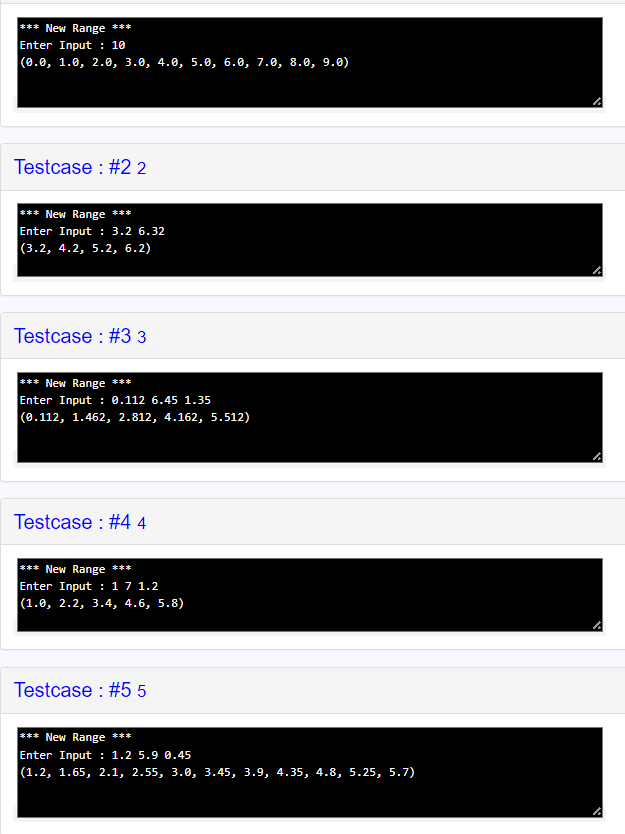 *** New Range ***
Enter Input : 10
(0.0, 1.0, 2.0, 3.0, 4.0, 5.0, 6.0, 7.0, 8.0, 9.0)
Testcase : #2 2
*** New Range ***
Enter Input : 3.2 6.32
(3.2, 4.2, 5.2, 6.2)
Testcase : #3 3
*** New Range ***
Enter Input : 0.112 6.45 1.35
(0.112, 1.462, 2.812, 4.162, 5.512)
Testcase : #4 4
*** New Range ***
Enter Input : 1 7 1.2
(1.0, 2.2, 3.4, 4.6, 5.8)
Testcase : #5 5
*** New Range ***
Enter Input : 1.2 5.9 0.45
(1.2, 1.65, 2.1, 2.55, 3.0, 3.45, 3.9, 4.35, 4.8, 5.25, 5.7)